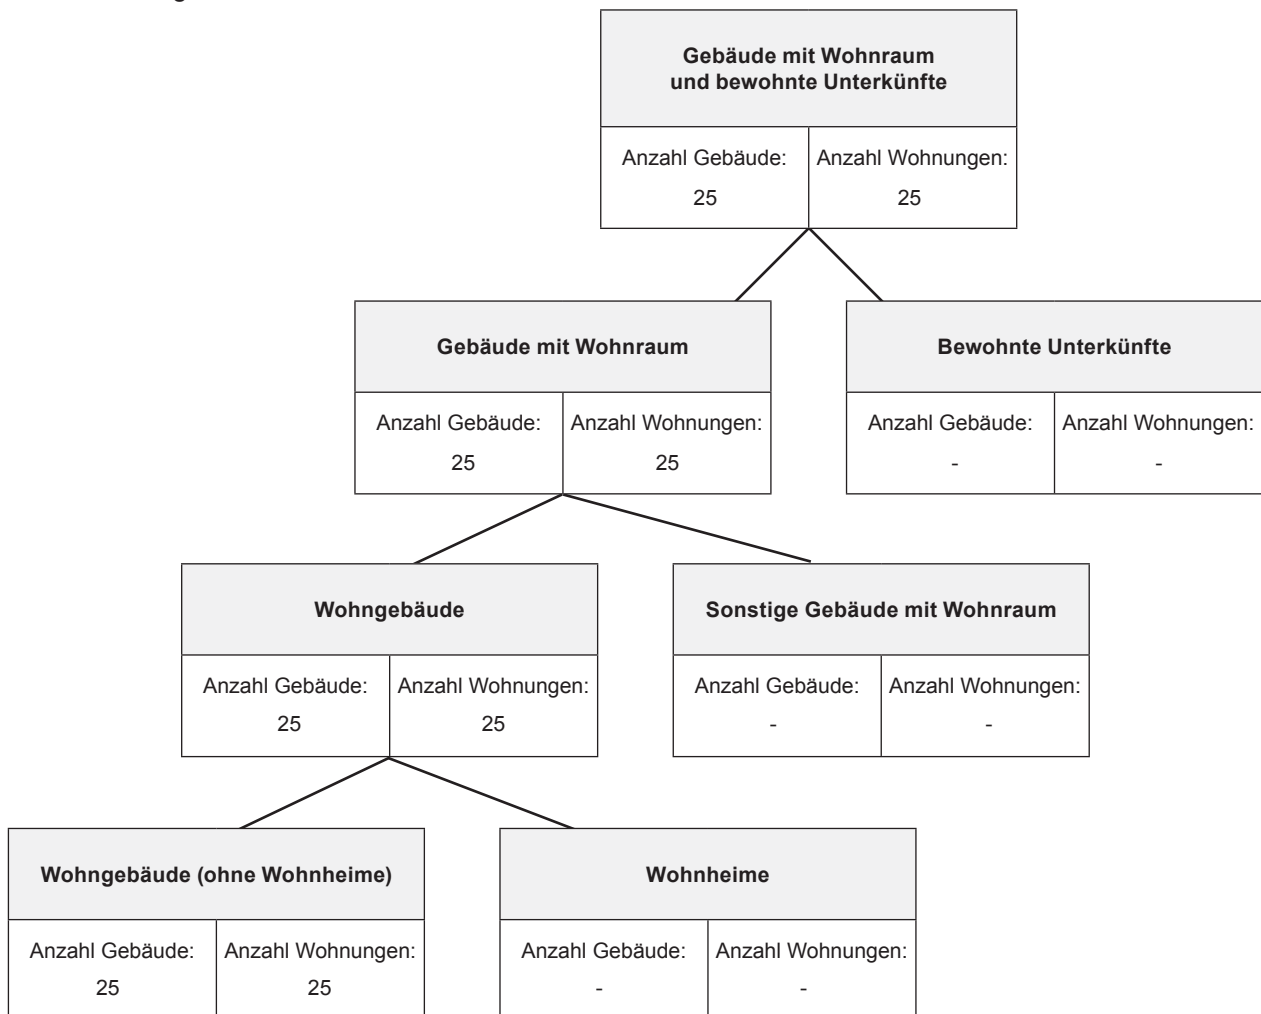 Gebäude mit Wohnraum
und bewohnte Unterkünfte
Anzahl Gebäude: Anzahl Wohnungen:
25 25
Gebäude mit Wohnraum Bewohnte Unterkünfte
Anzahl Gebäude: Anzahl Wohnungen: Anzahl Gebäude: Anzahl Wohnungen:
25 25 - -
Wohngebäude Sonstige Gebäude mit Wohnraum
Anzahl Gebäude: Anzahl Wohnungen: Anzahl Gebäude: Anzahl Wohnungen:
25 25 - -
Wohngebäude (ohne Wohnheime) Wohnheime
Anzahl Gebäude: Anzahl Wohnungen: Anzahl Gebäude: Anzahl Wohnungen:
25 25 - -